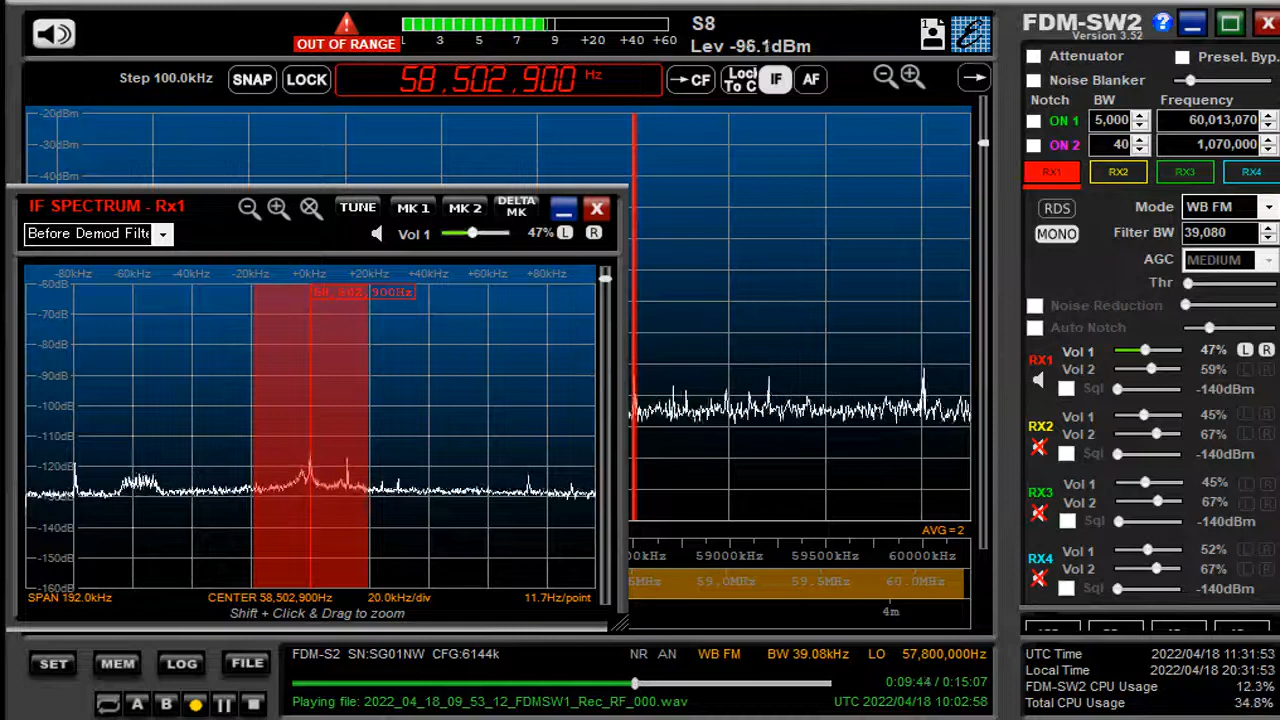 FDM-SW2
Version 3.52
OUT OF RANGE
1 3 5 7 9 +20 +40 +60
S8
Lev -96.1dBm
Step 100.0kHz
SNAP
LOCK
58,502,900 Hz
→CF
Lock To C
IF
AF
-20dBm
-30dBm
-40dBm
IF SPECTRUM - Rx1
TUNE
MK 1
MK 2
DELTA MK
Before Demod Filte
Vol 1
47%
L
R
-80kHz -60kHz -40kHz -20kHz +0kHz +20kHz +40kHz +60kHz +80kHz
-60dB
-70dB
-80dB
-90dB
-100dB
-110dB
-120dB
-130dB
-140dB
-150dB
-160dB
SPAN 192.0kHz
CENTER 58,502,900Hz
20.0kHz/div
11.7Hz/point
Shift + Click & Drag to zoom
AVG=2
59000kHz 59500kHz 60000kHz
59.0MHz 59.5MHz 60.0MHz
4m
Attenuator
Presel. Byp.
Noise Blanker
Notch BW Frequency
ON 1 5,000 60,013,070
ON 2 40 1,070,000
RX1 RX2 RX3 RX4
RDS
MONO
Mode WB FM
Filter BW 39,080
AGC MEDIUM
Thr
Noise Reduction
Auto Notch
RX1
Vol 1 47% L R
Vol 2 59% L R
Sql -140dBm
RX2
Vol 1 45% L R
Vol 2 67% L R
Sql -140dBm
RX3
Vol 1 45% L R
Vol 2 67% L R
Sql -140dBm
RX4
Vol 1 52% L R
Vol 2 67% L R
Sql -140dBm
SET
MEM
LOG
FILE
A
B
FDM-S2 SN:SG01NW CFG:6144k
NR AN WB FM BW 39.08kHz LO 57,800,000Hz
0:09:44 / 0:15:07
Playing file: 2022_04_18_09_53_12_FDMSW1_Rec_RF_000.wav
UTC 2022/04/18 10:02:58
UTC Time 2022/04/18 11:31:53
Local Time 2022/04/18 20:31:53
FDM-SW2 CPU Usage 12.3%
Total CPU Usage 34.8%